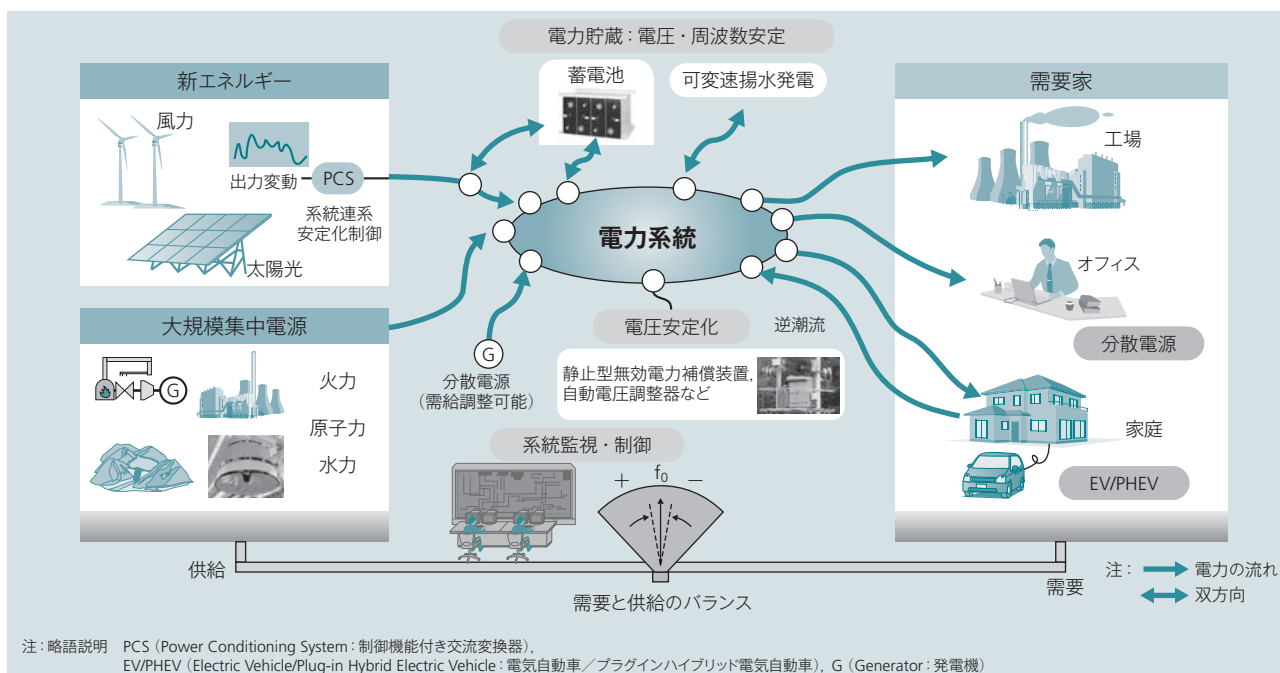 電力貯蔵：電圧・周波数安定
蓄電池
可変速揚水発電
新エネルギー
風力
出力変動
PCS
系統連系
安定化制御
太陽光
大規模集中電源
G
火力
原子力
水力
電力系統
G
分散電源
（需給調整可能）
電圧安定化
静止型無効電力補償装置，
自動電圧調整器など
逆潮流
需要家
工場
オフィス
分散電源
家庭
EV/PHEV
系統監視・制御
+ f0 −
供給
需要
需要と供給のバランス
注： 電力の流れ
双方向
注：略語説明 PCS（Power Conditioning System：制御機能付き交流変換器），
EV/PHEV（Electric Vehicle/Plug-in Hybrid Electric Vehicle：電気自動車／プラグインハイブリッド電気自動車），G（Generator：発電機）